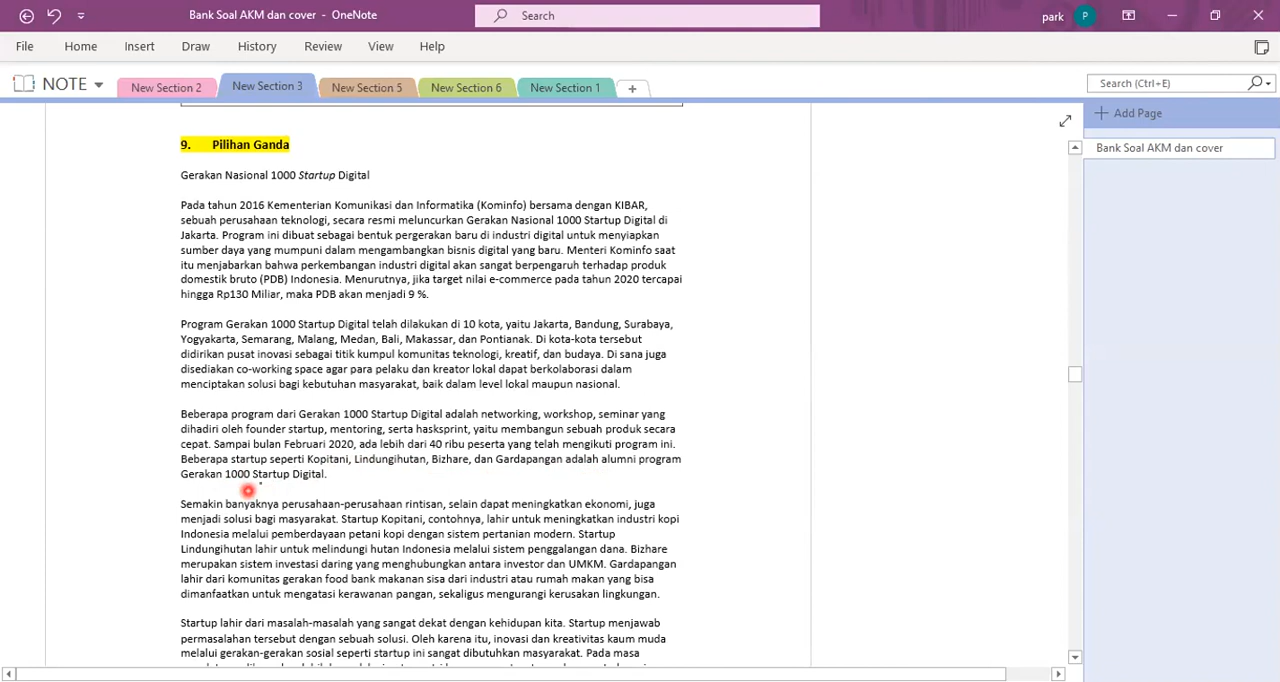 Bank Soal AKM dan cover - OneNote
Search
park
P
File Home Insert Draw History Review View Help
NOTE
New Section 2
New Section 3
New Section 5
New Section 6
New Section 1
Search (Ctrl+E)
Add Page
Bank Soal AKM dan cover
9. Pilihan Ganda
Gerakan Nasional 1000 Startup Digital
Pada tahun 2016 Kementerian Komunikasi dan Informatika (Kominfo) bersama dengan KIBAR,
sebuah perusahaan teknologi, secara resmi meluncurkan Gerakan Nasional 1000 Startup Digital di
Jakarta. Program ini dibuat sebagai bentuk pergerakan baru di industri digital untuk menyiapkan
sumber daya yang mumpuni dalam mengambangkan bisnis digital yang baru. Menteri Kominfo saat
itu menjabarkan bahwa perkembangan industri digital akan sangat berpengaruh terhadap produk
domestik bruto (PDB) Indonesia. Menurutnya, jika target nilai e-commerce pada tahun 2020 tercapai
hingga Rp130 Miliar, maka PDB akan menjadi 9 %.
Program Gerakan 1000 Startup Digital telah dilakukan di 10 kota, yaitu Jakarta, Bandung, Surabaya,
Yogyakarta, Semarang, Malang, Medan, Bali, Makassar, dan Pontianak. Di kota-kota tersebut
didirikan pusat inovasi sebagai titik kumpul komunitas teknologi, kreatif, dan budaya. Di sana juga
disediakan co-working space agar para pelaku dan kreator lokal dapat berkolaborasi dalam
menciptakan solusi bagi kebutuhan masyarakat, baik dalam level lokal maupun nasional.
Beberapa program dari Gerakan 1000 Startup Digital adalah networking, workshop, seminar yang
dihadiri oleh founder startup, mentoring, serta hasksprint, yaitu membangun sebuah produk secara
cepat. Sampai bulan Februari 2020, ada lebih dari 40 ribu peserta yang telah mengikuti program ini.
Beberapa startup seperti Kopitani, Lindungihutan, Bizhare, dan Gardapangan adalah alumni program
Gerakan 1000 Startup Digital.
Semakin banyaknya perusahaan-perusahaan rintisan, selain dapat meningkatkan ekonomi, juga
menjadi solusi bagi masyarakat. Startup Kopitani, contohnya, lahir untuk meningkatkan industri kopi
Indonesia melalui pemberdayaan petani kopi dengan sistem pertanian modern. Startup
Lindungihutan lahir untuk melindungi hutan Indonesia melalui sistem penggalangan dana. Bizhare
merupakan sistem investasi daring yang menghubungkan antara investor dan UMKM. Gardapangan
lahir dari komunitas gerakan food bank makanan sisa dari industri atau rumah makan yang bisa
dimanfaatkan untuk mengatasi kerawanan pangan, sekaligus mengurangi kerusakan lingkungan.
Startup lahir dari masalah-masalah yang sangat dekat dengan kehidupan kita. Startup menjawab
permasalahan tersebut dengan sebuah solusi. Oleh karena itu, inovasi dan kreativitas kaum muda
melalui gerakan-gerakan sosial seperti startup ini sangat dibutuhkan masyarakat. Pada masa